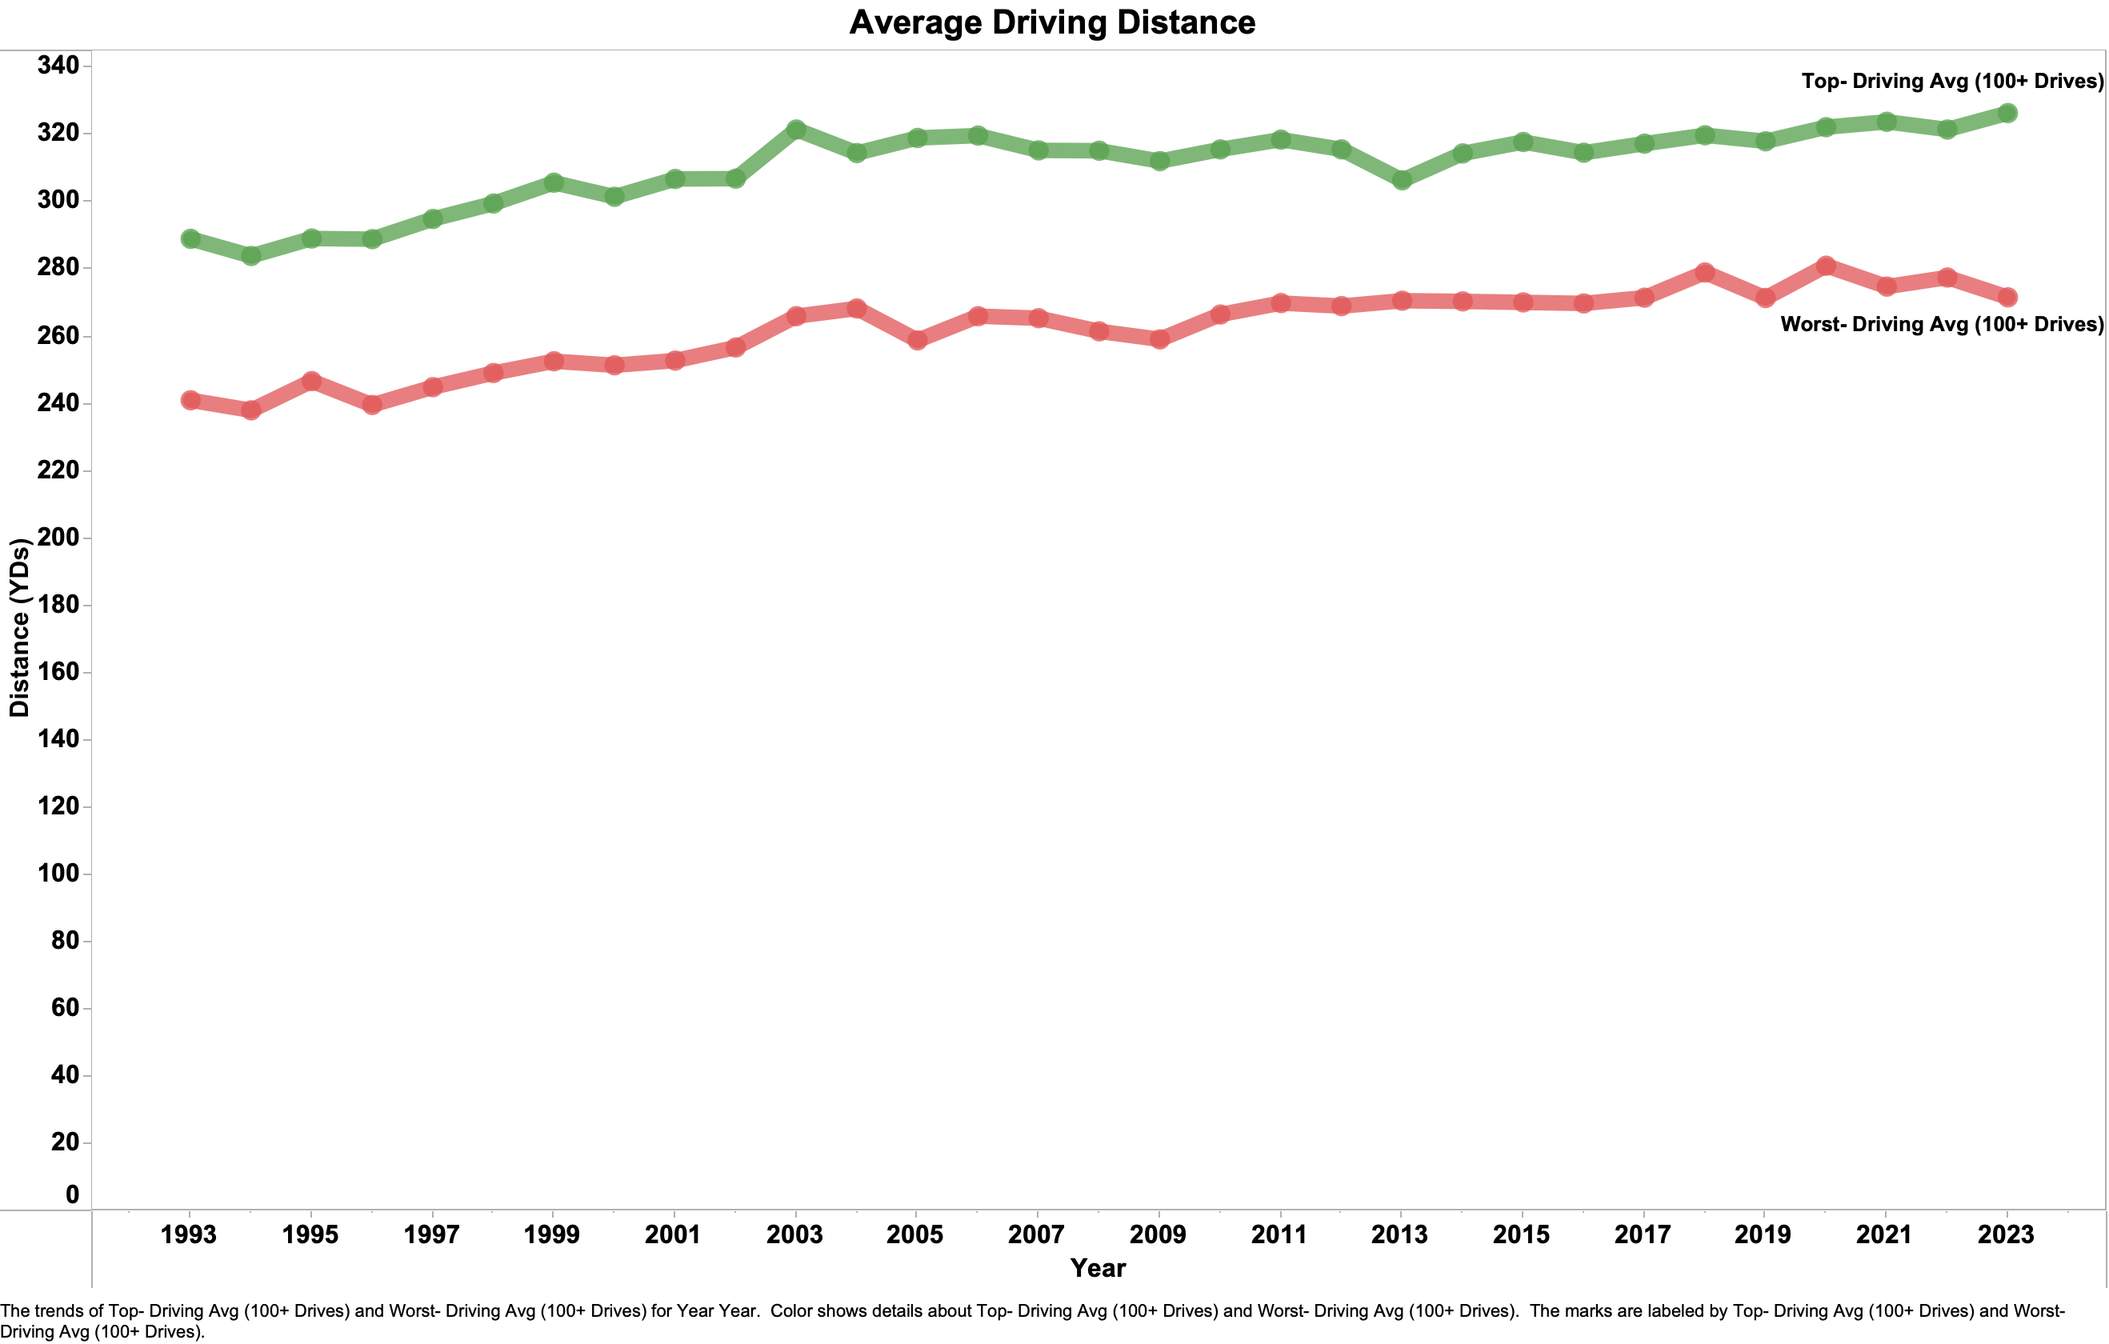 Average Driving Distance
340
Top- Driving Avg (100+ Drives)
320
300
280
260
Worst- Driving Avg (100+ Drives)
240
220
200
180
160
140
120
100
80
60
40
20
0
Distance (YDs)
1993 1995 1997 1999 2001 2003 2005 2007 2009 2011 2013 2015 2017 2019 2021 2023
Year
The trends of Top- Driving Avg (100+ Drives) and Worst- Driving Avg (100+ Drives) for Year Year.  Color shows details about Top- Driving Avg (100+ Drives) and Worst- Driving Avg (100+ Drives).  The marks are labeled by Top- Driving Avg (100+ Drives) and Worst-
Driving Avg (100+ Drives).